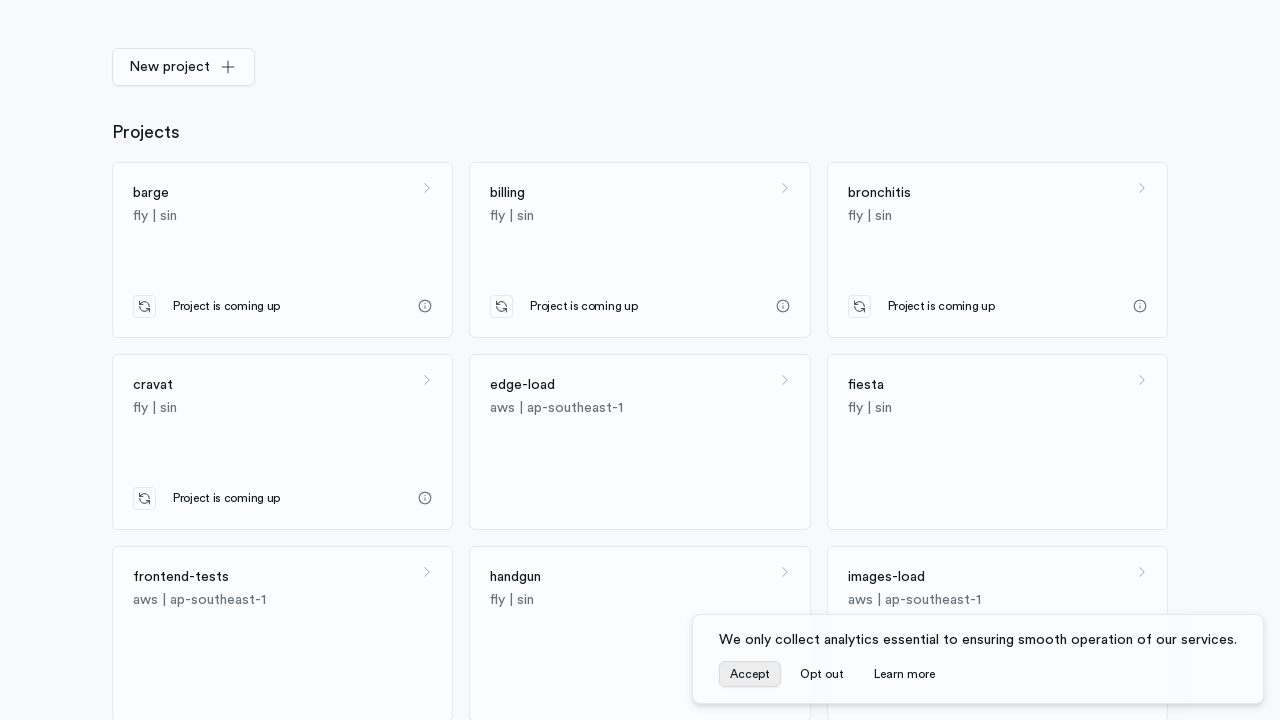 New project
Projects
barge
fly | sin
Project is coming up
billing
fly | sin
Project is coming up
bronchitis
fly | sin
Project is coming up
cravat
fly | sin
Project is coming up
edge-load
aws | ap-southeast-1
fiesta
fly | sin
frontend-tests
aws | ap-southeast-1
handgun
fly | sin
images-load
aws | ap-southeast-1
We only collect analytics essential to ensuring smooth operation of our services.
Accept
Opt out
Learn more